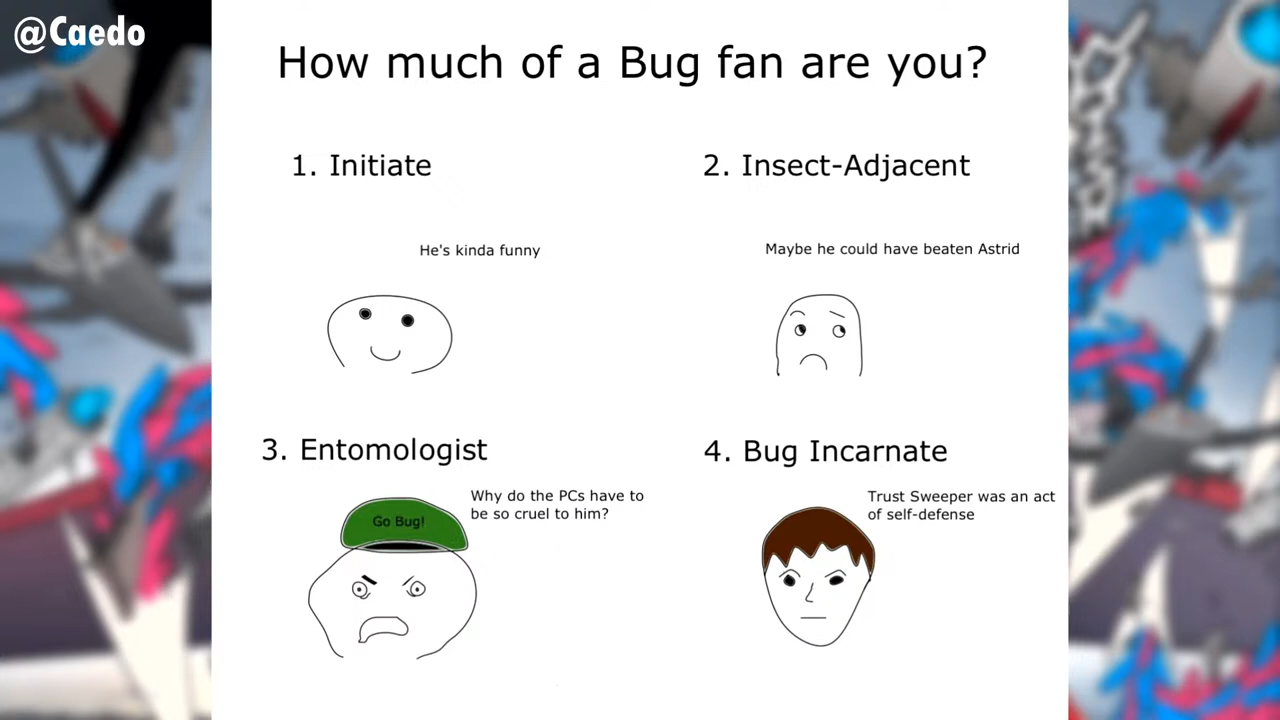 @Caedo
How much of a Bug fan are you?
1. Initiate
He's kinda funny
2. Insect-Adjacent
Maybe he could have beaten Astrid
3. Entomologist
Why do the PCs have to
be so cruel to him?
Go Bug!
4. Bug Incarnate
Trust Sweeper was an act
of self-defense